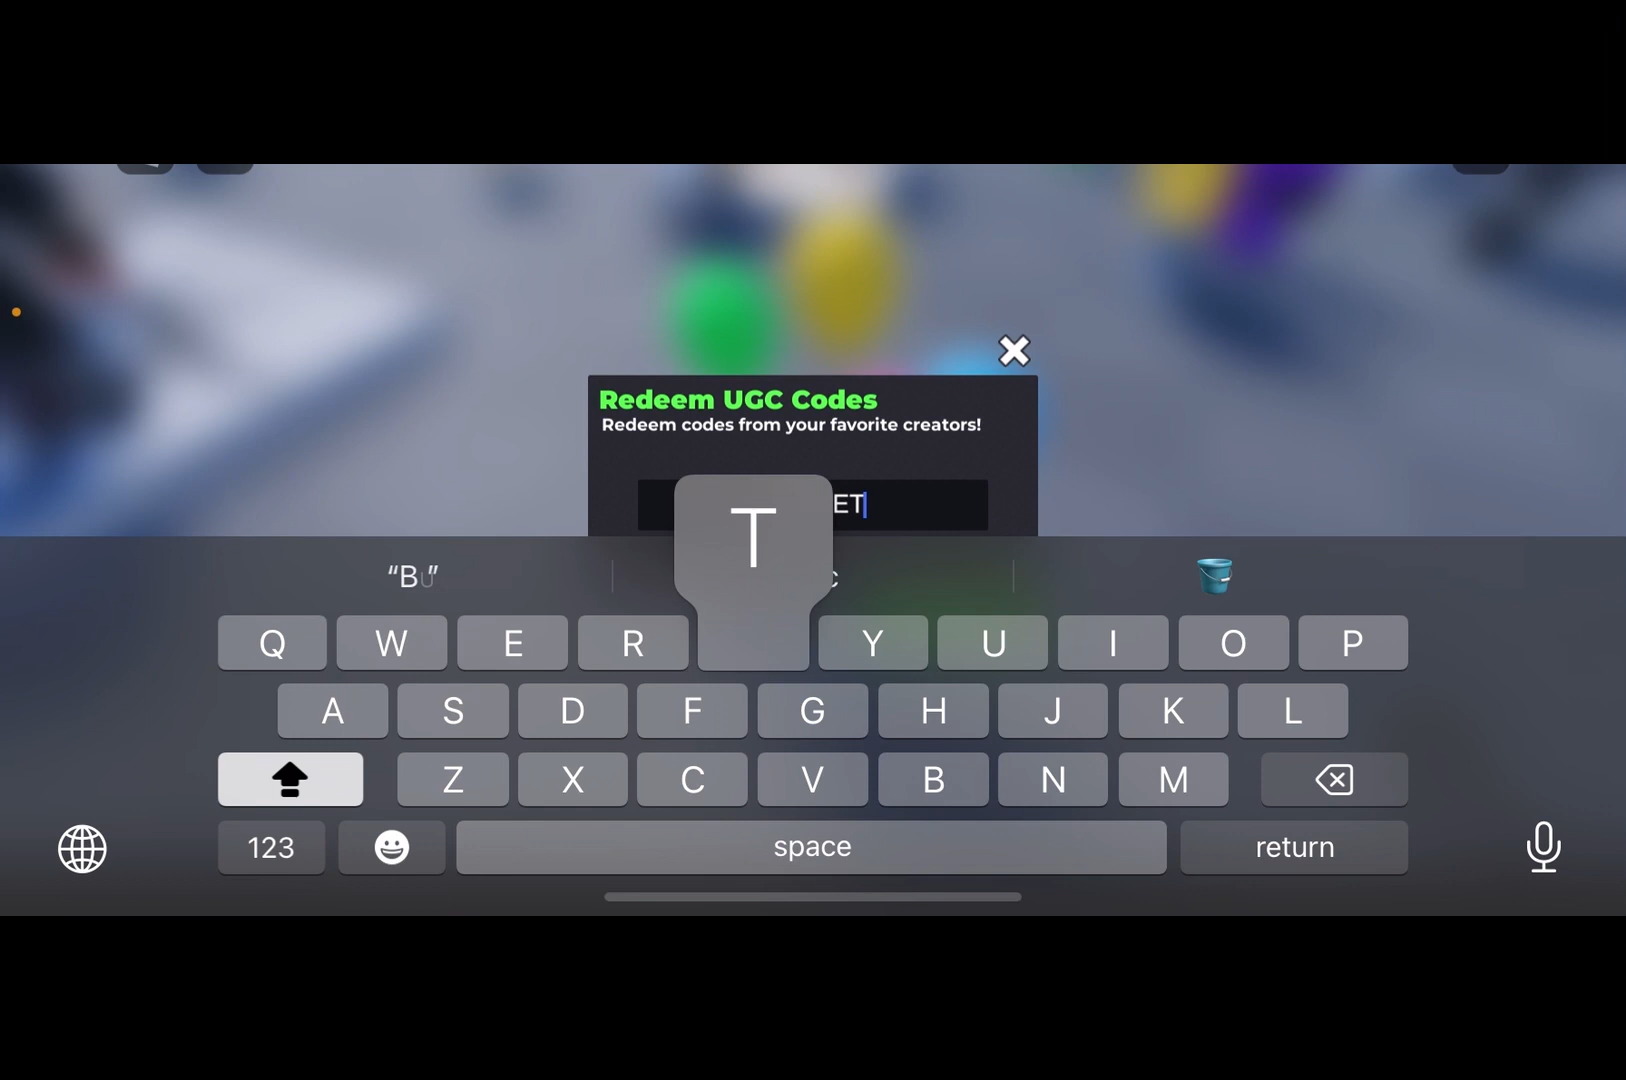 Redeem UGC Codes
Redeem codes from your favorite creators!
ET
T
Q W E R Y U I O P
A S D F G H J K L
Z X C V B N M
123 space return